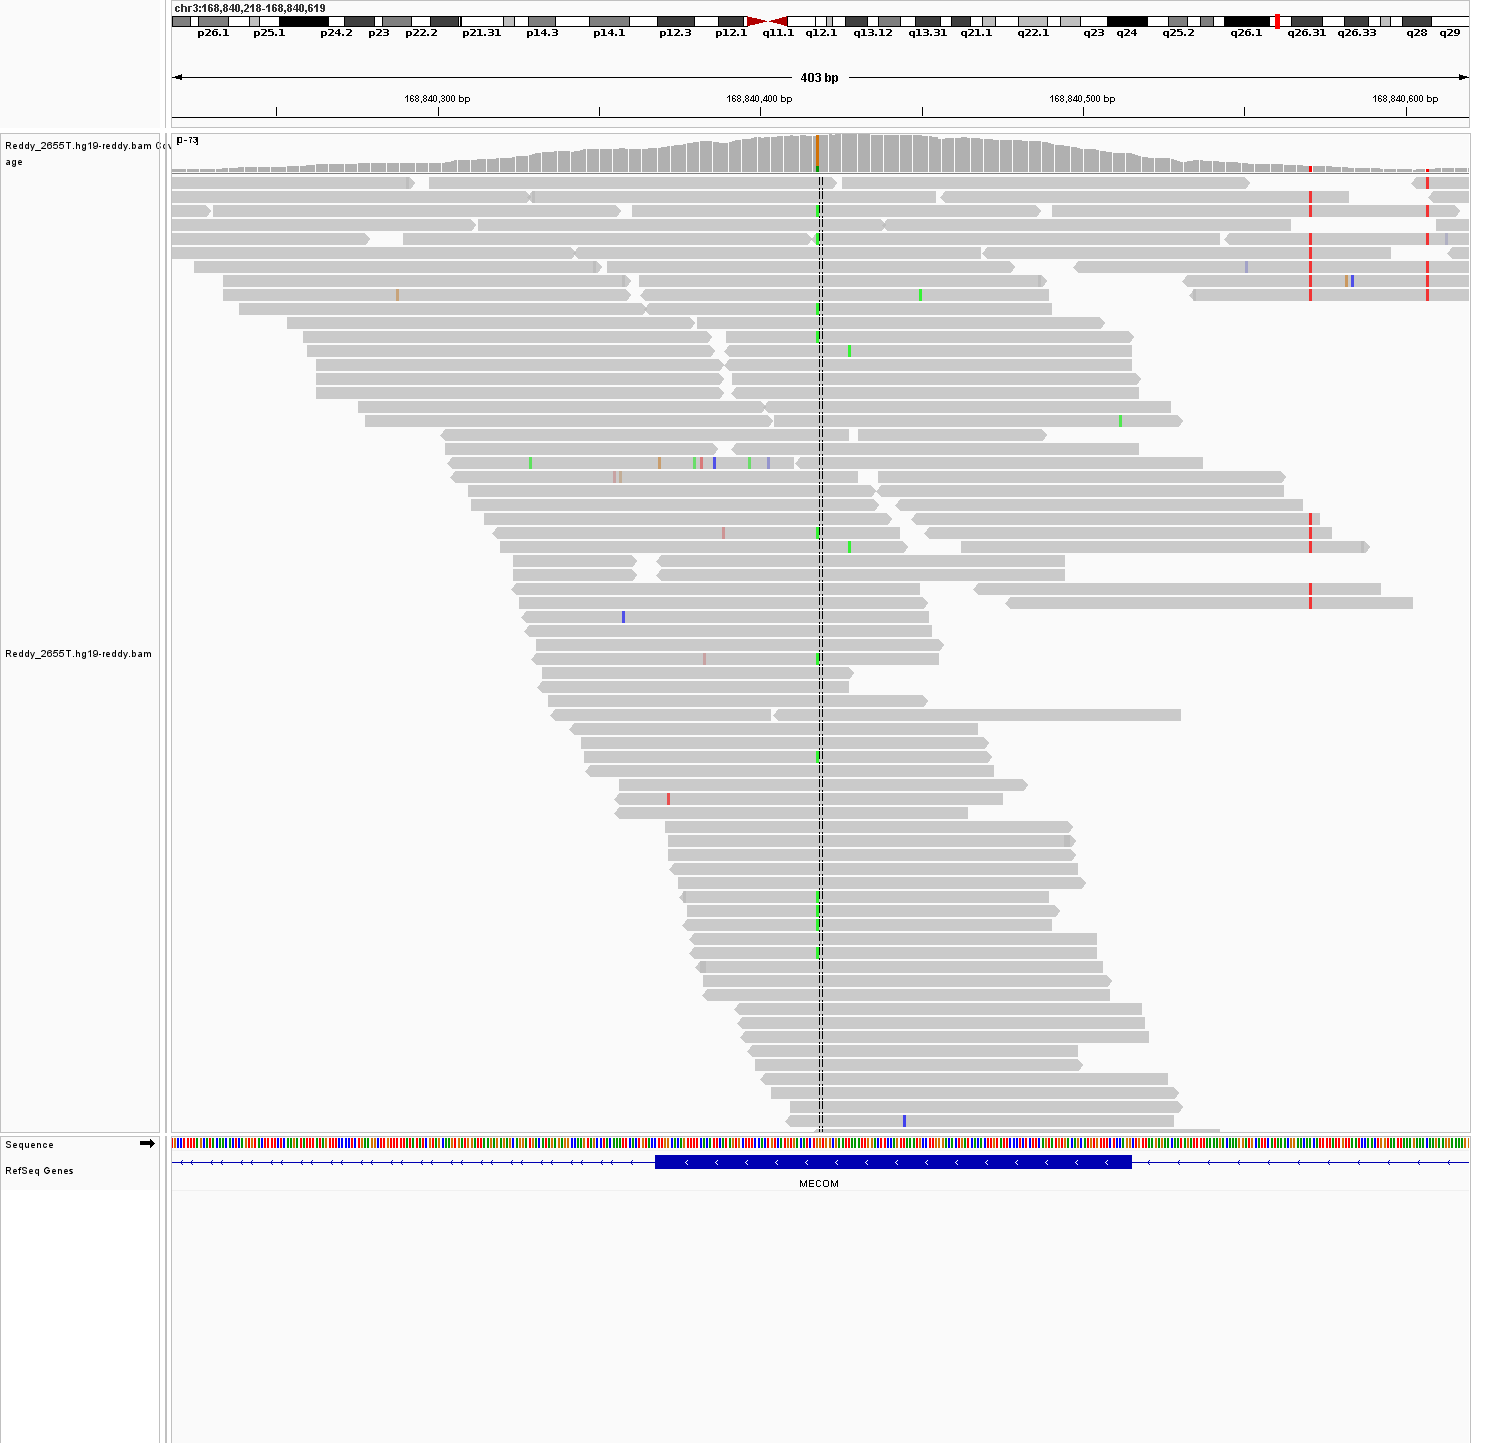 chr3:168,840,218-168,840,619
p26.1 p25.1 p24.2 p23 p22.2 p21.31 p14.3 p14.1 p12.3 p12.1 q11.1 q12.1 q13.12 q13.31 q21.1 q22.1 q23 q24 q25.2 q26.1 q26.31 q26.33 q28 q29
403 bp
168,840,300 bp 168,840,400 bp 168,840,500 bp 168,840,600 bp
[0-73]
Reddy_2655T.hg19-reddy.bam Cov
age
Reddy_2655T.hg19-reddy.bam
Sequence
RefSeq Genes
MECOM